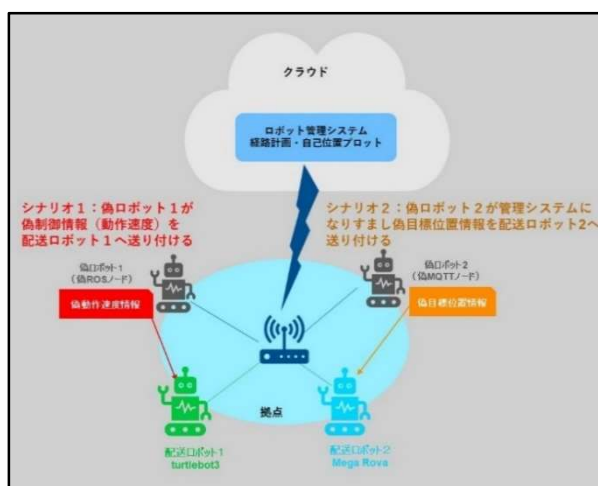 クラウド
ロボット管理システム
経路計画・自己位置プロット
シナリオ1：偽ロボット1が
偽制御情報（動作速度）を
配送ロボット1へ送り付ける
シナリオ2：偽ロボット2が管理システムに
なりすまし偽目標位置情報を配送ロボット2へ
送り付ける
偽ロボット1
（偽ROSノード）
偽ロボット2
（偽MQTTノード）
偽動作速度情報
偽目標位置情報
拠点
配送ロボット1
turtlebot3
配送ロボット2
Mega Rova